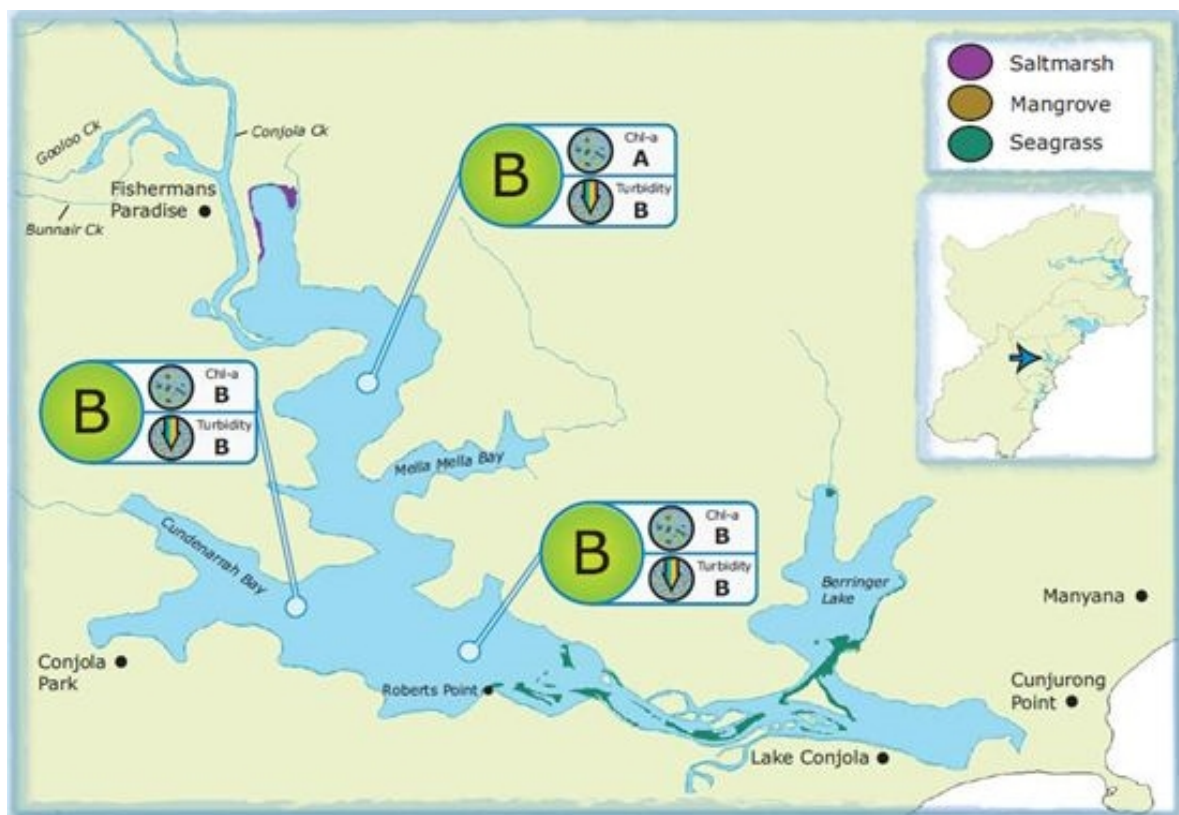 Saltmarsh
Mangrove
Seagrass
Gooloo Ck
Conjola Ck
Fishermans
Paradise
Bunnair Ck
B
Chl-a
A
Turbidity
B
B
Chl-a
B
Turbidity
B
Mella Mella Bay
Cundenarrah Bay
B
Chl-a
B
Turbidity
B
Berringer
Lake
Manyana
Conjola
Park
Roberts Point
Cunjurong
Point
Lake Conjola